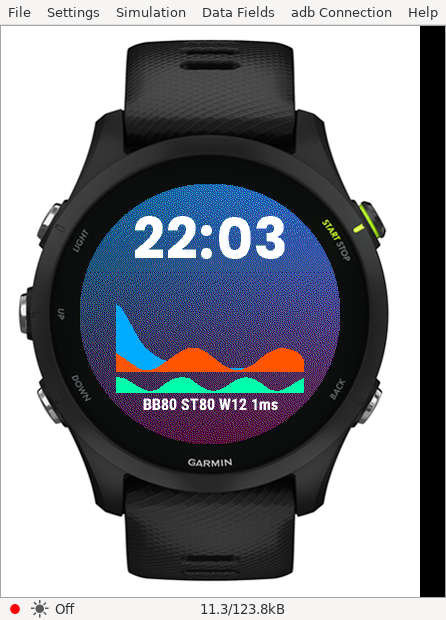 File Settings Simulation Data Fields adb Connection Help
START STOP
LIGHT
22:03
UP
DOWN
BACK
BB80 ST80 W12 1ms
GARMIN
Off 11.3/123.8kB